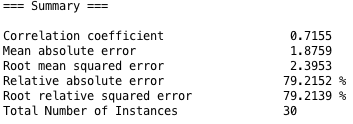 === Summary ===

Correlation coefficient                  0.7155
Mean absolute error                      1.8759
Root mean squared error                  2.3953
Relative absolute error                 79.2152 %
Root relative squared error             79.2139 %
Total Number of Instances               30